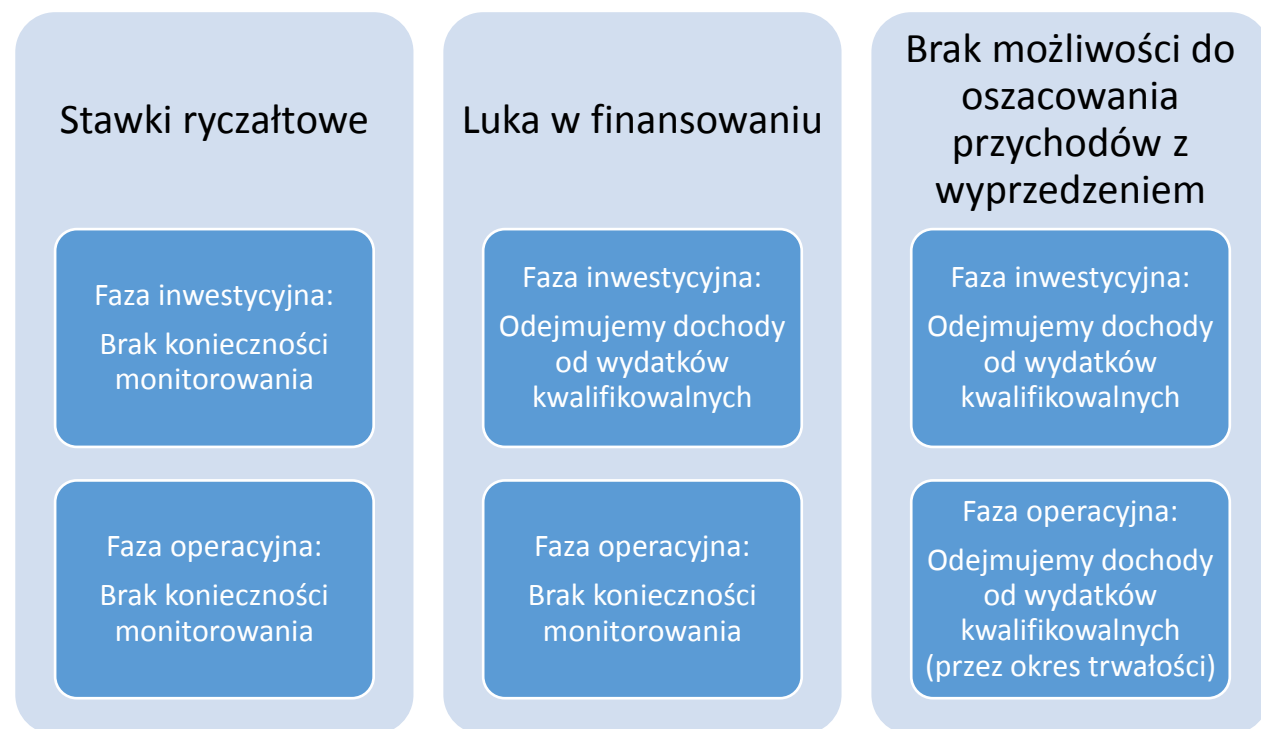 Stawki ryczałtowe
Faza inwestycyjna:
Brak konieczności
monitorowania
Faza operacyjna:
Brak konieczności
monitorowania
Luka w finansowaniu
Faza inwestycyjna:
Odejmujemy dochody
od wydatków
kwalifikowalnych
Faza operacyjna:
Brak konieczności
monitorowania
Brak możliwości do
oszacowania
przychodów z
wyprzedzeniem
Faza inwestycyjna:
Odejmujemy dochody
od wydatków
kwalifikowalnych
Faza operacyjna:
Odejmujemy dochody
od wydatków
kwalifikowalnych
(przez okres trwałości)